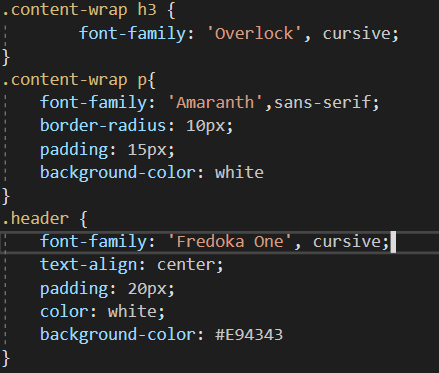 .content-wrap h3 {
font-family: 'Overlock', cursive;
}
.content-wrap p{
font-family: 'Amaranth',sans-serif;
border-radius: 10px;
padding: 15px;
background-color: white
}
.header {
font-family: 'Fredoka One', cursive;
text-align: center;
padding: 20px;
color: white;
background-color: #E94343
}